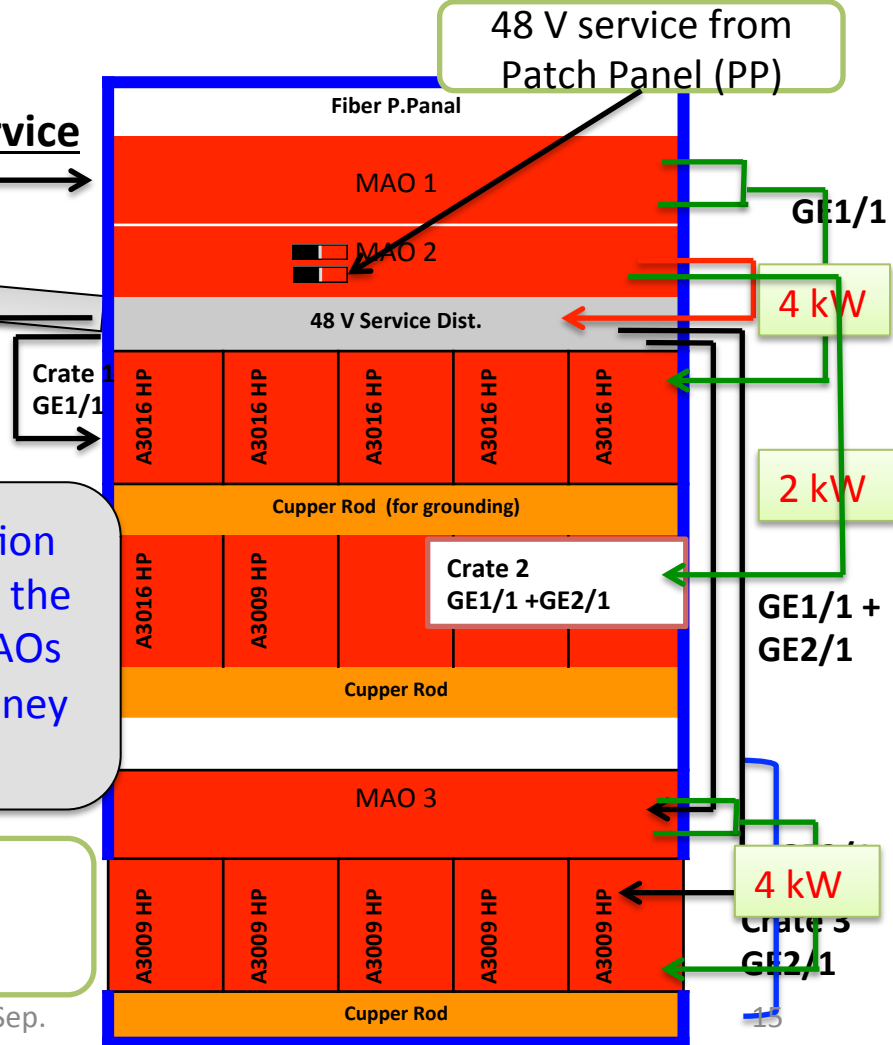 48 V service from
Patch Panel (PP)
Fiber P.Panal
MAO 1
GE1/1
MAO 2
4 kW
48 V Service Dist.
Crate 1
GE1/1
A3016 HP
A3016 HP
A3016 HP
A3016 HP
A3016 HP
2 kW
Cupper Rod (for grounding)
the
A3016 HP
A3009 HP
Crate 2
GE1/1 +GE2/1
GE1/1 +
GE2/1
Cupper Rod
MAO 3
4 kW
A3009 HP
A3009 HP
A3009 HP
A3009 HP
A3009 HP
Crate 3
GE2/1
Cupper Rod
Sep.
15